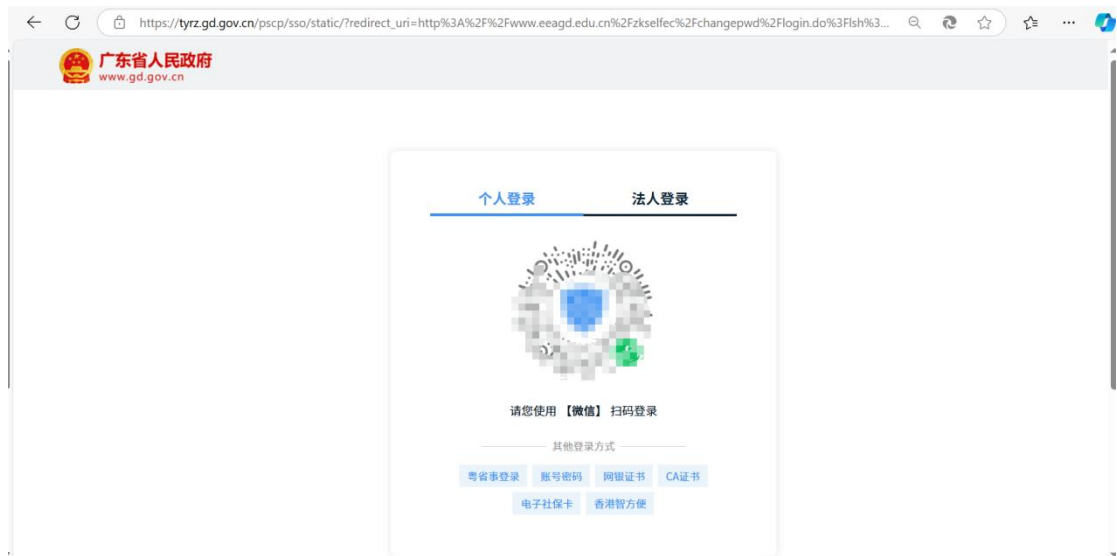 https://tyrz.gd.gov.cn/pscp/sso/static/?redirect_uri=http%3A%2F%2Fwww.eeagd.edu.cn%2Fzkselfec%2Fchangepwd%2Flogin.do%3Flsh%3...
广东省人民政府
www.gd.gov.cn
个人登录 法人登录
请您使用 【微信】 扫码登录
其他登录方式
粤省事登录 账号密码 网银证书 CA证书
电子社保卡 香港智方便